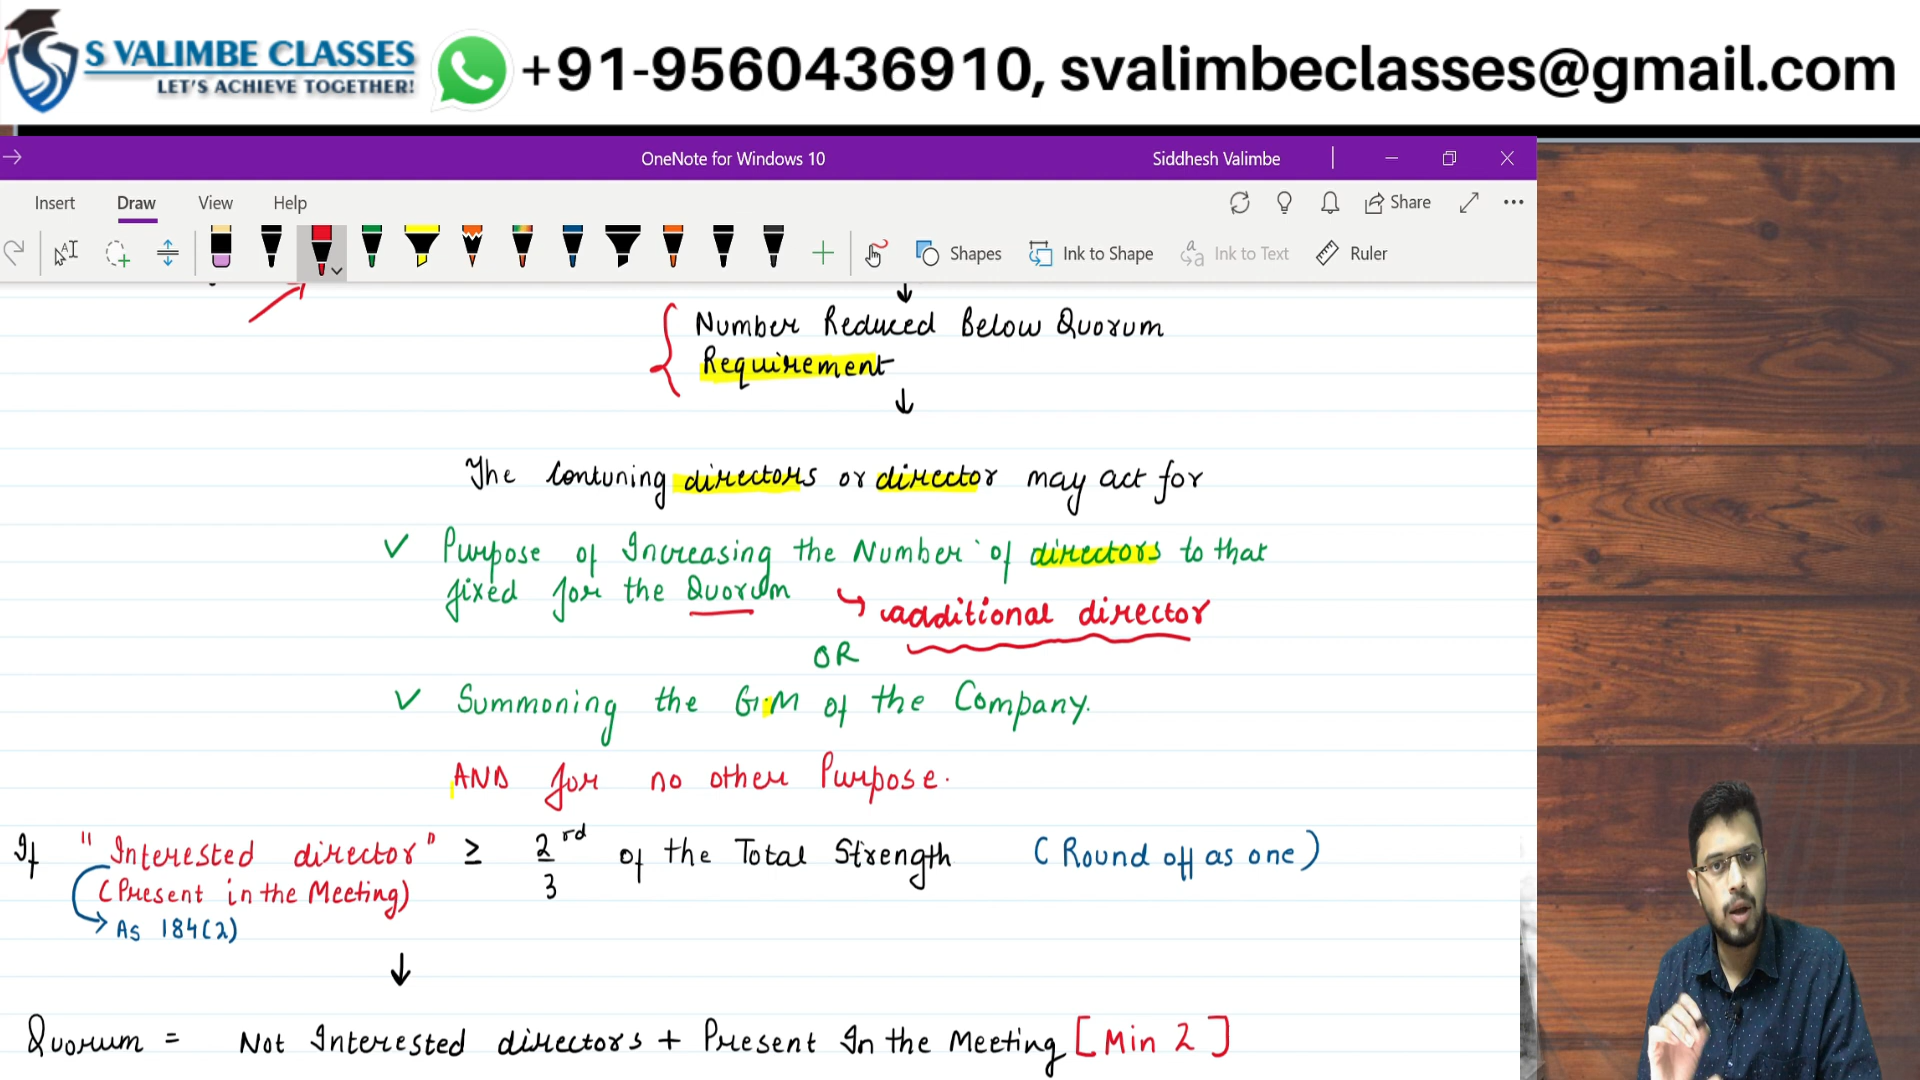 S VALIMBE CLASSES
LET'S ACHIEVE TOGETHER!
+91-9560436910, svalimbeclasses@gmail.com
OneNote for Windows 10
Siddhesh Valimbe
Insert Draw View Help
Share
Shapes Ink to Shape Ink to Text Ruler
Number Reduced Below Quorum
Requirement
The Contuning directors or director may act for
Purpose of Increasing the Number of directors to that
fixed for the Quorum
additional director
OR
Summoning the G.M of the Company.
AND for no other Purpose.
If "Interested director" ≥ 2/3 rd of the Total Strength (Round off as one)
(Present in the Meeting)
As 184(2)
Quorum = Not Interested directors + Present In the Meeting [Min 2]